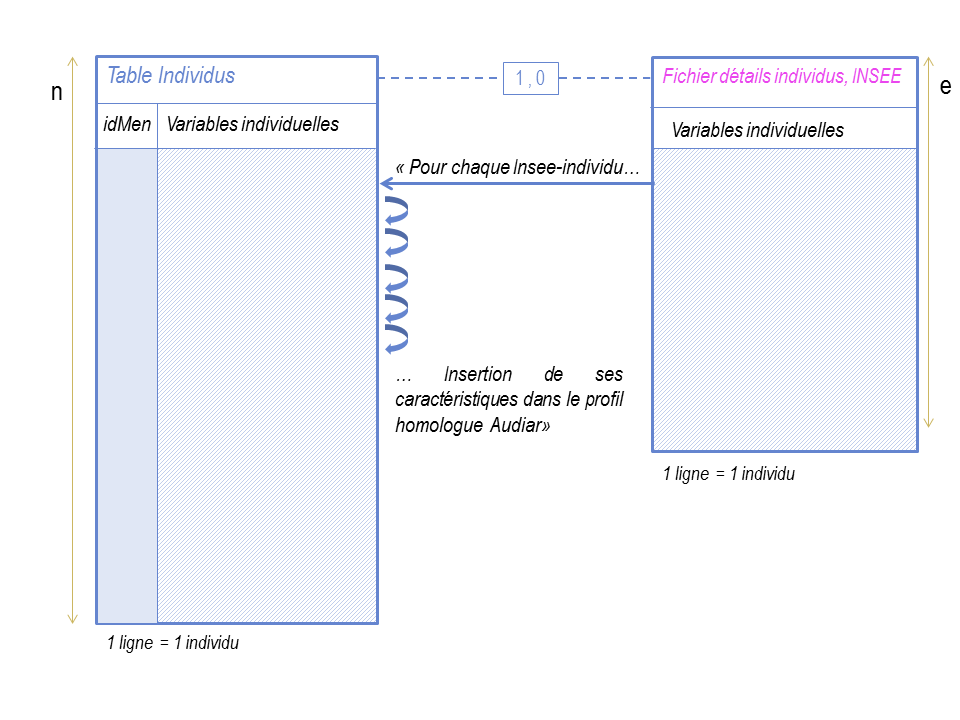 Table Individus
1 , 0
Fichier détails individus, INSEE
n
e
idMen
Variables individuelles
Variables individuelles
« Pour chaque Insee-individu…
… Insertion de ses
caractéristiques dans le profil
homologue Audiar»
1 ligne = 1 individu
1 ligne = 1 individu